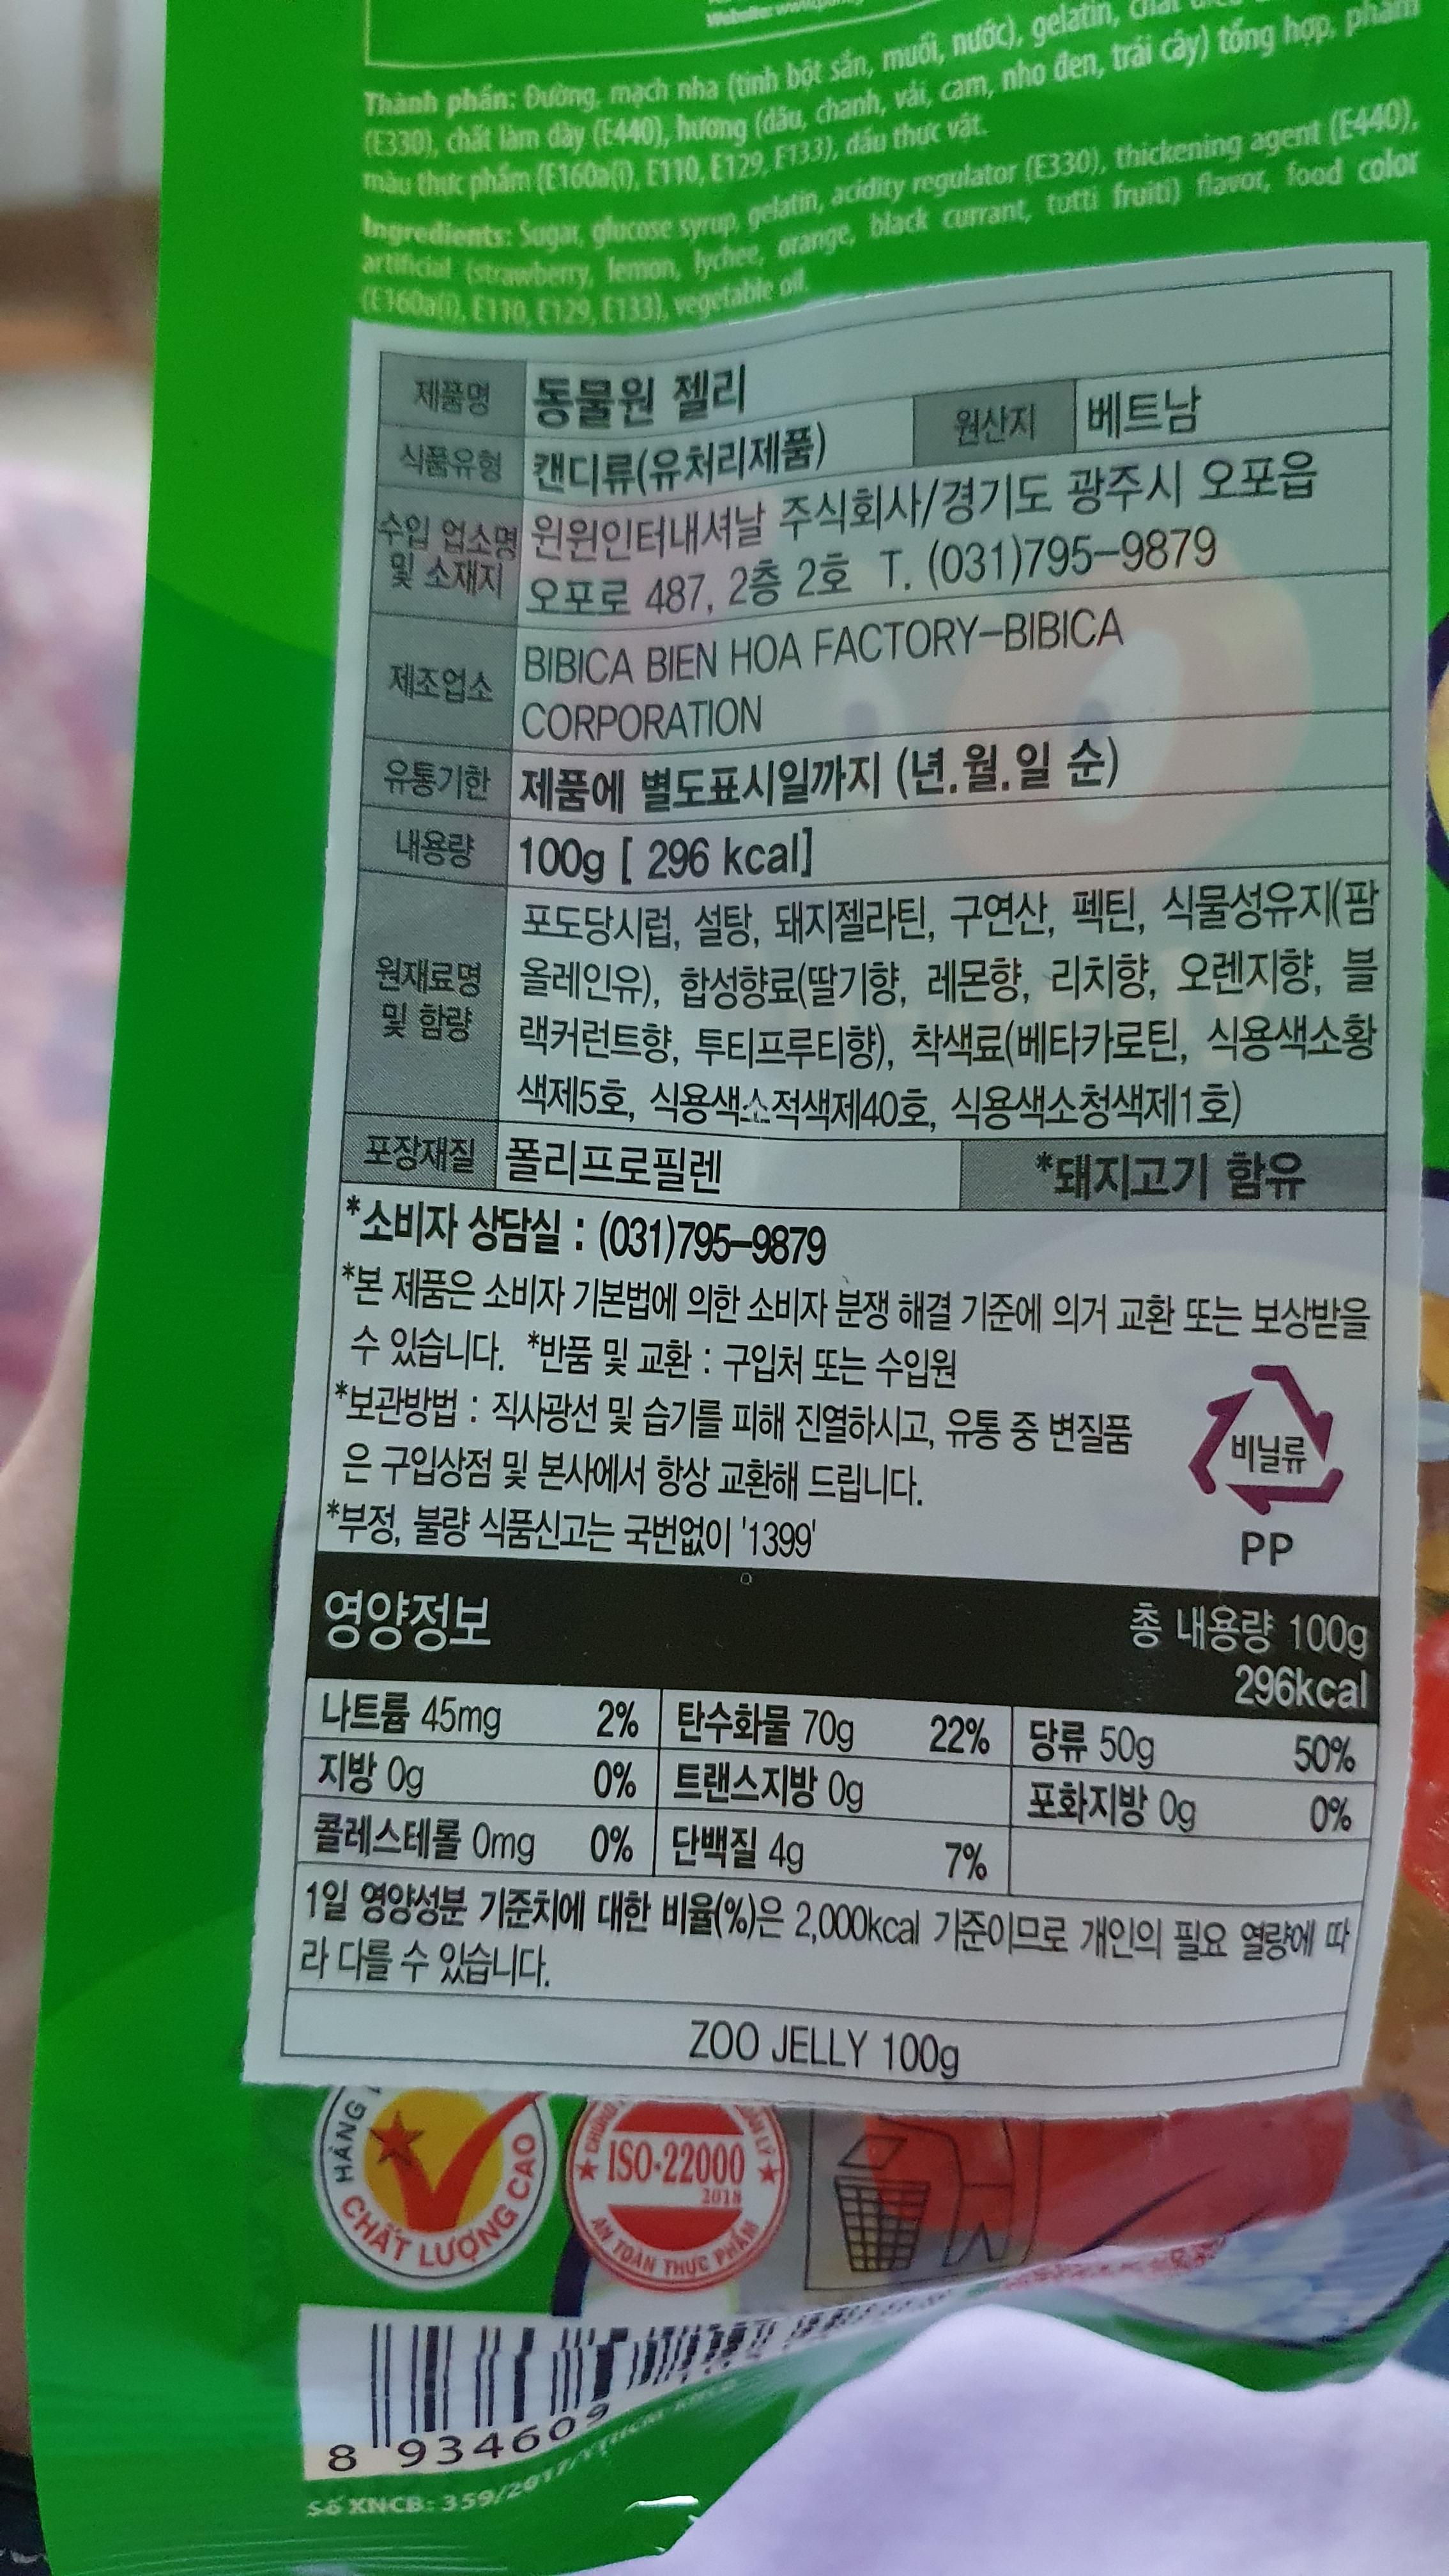 Website: www.
Thành phần: Đường, mạch nha (tinh bột sắn, muối, nước), gelatin, chất
(E330), chất làm dày (E440), hương (dâu, chanh, vải, cam, nho đen, trái cây) tổng hợp, phẩm
màu thực phẩm (E160a(i), E110, E129, E133), dầu thực vật.
Ingredients: Sugar, glucose syrup, gelatin, acidity regulator (E330), thickening agent (E440),
artificial (strawberry, lemon, lychee, orange, black currant, tutti fruiti) flavor, food color
(E160a(i), E110, E129, E133), vegetable oil.
제품명 동물원 젤리
식품유형 캔디류(유처리제품) 원산지 베트남
수입 업소명 및 소재지 윈윈인터내셔날 주식회사/경기도 광주시 오포읍
오포로 487, 2층 2호 T. (031)795-9879
제조업소 BIBICA BIEN HOA FACTORY-BIBICA
CORPORATION
유통기한 제품에 별도표시일까지 (년.월.일 순)
내용량 100g [ 296 kcal]
원재료명 및 함량 포도당시럽, 설탕, 돼지젤라틴, 구연산, 펙틴, 식물성유지(팜
올레인유), 합성향료(딸기향, 레몬향, 리치향, 오렌지향, 블
랙커런트향, 투티프루티향), 착색료(베타카로틴, 식용색소황
색제5호, 식용색소적색제40호, 식용색소청색제1호)
포장재질 폴리프로필렌 *돼지고기 함유
*소비자 상담실 : (031)795-9879
*본 제품은 소비자 기본법에 의한 소비자 분쟁 해결 기준에 의거 교환 또는 보상받을
수 있습니다. *반품 및 교환 : 구입처 또는 수입원
*보관방법 : 직사광선 및 습기를 피해 진열하시고, 유통 중 변질품
은 구입상점 및 본사에서 항상 교환해 드립니다.
*부정, 불량 식품신고는 국번없이 '1399'
비닐류
PP
영양정보 총 내용량 100g
296kcal
나트륨 45mg 2% 탄수화물 70g 22% 당류 50g 50%
지방 0g 0% 트랜스지방 0g 포화지방 0g 0%
콜레스테롤 0mg 0% 단백질 4g 7%
1일 영양성분 기준치에 대한 비율(%)은 2,000kcal 기준이므로 개인의 필요 열량에 따
라 다를 수 있습니다.
ZOO JELLY 100g
HÀNG
CHẤT LƯỢNG CAO
ISO-22000
2018
AN TOÀN THỰC PHẨM
8 934609
Số XNCB: 359/2017/